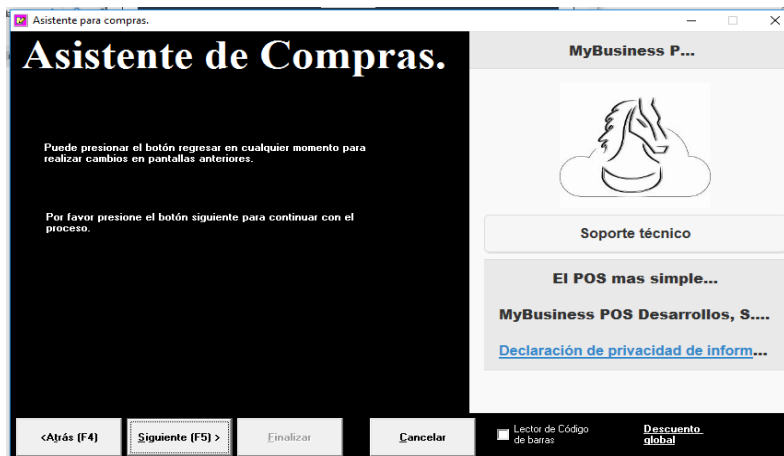 Asistente para compras.
Asistente de Compras.
Puede presionar el botón regresar en cualquier momento para
realizar cambios en pantallas anteriores.
Por favor presione el botón siguiente para continuar con el
proceso.
<Atrás (F4)
Siguiente (F5) >
Finalizar
Cancelar
Lector de Código
de barras
Descuento
global
MyBusiness P...
Soporte técnico
El POS mas simple...
MyBusiness POS Desarrollos, S....
Declaración de privacidad de inform...